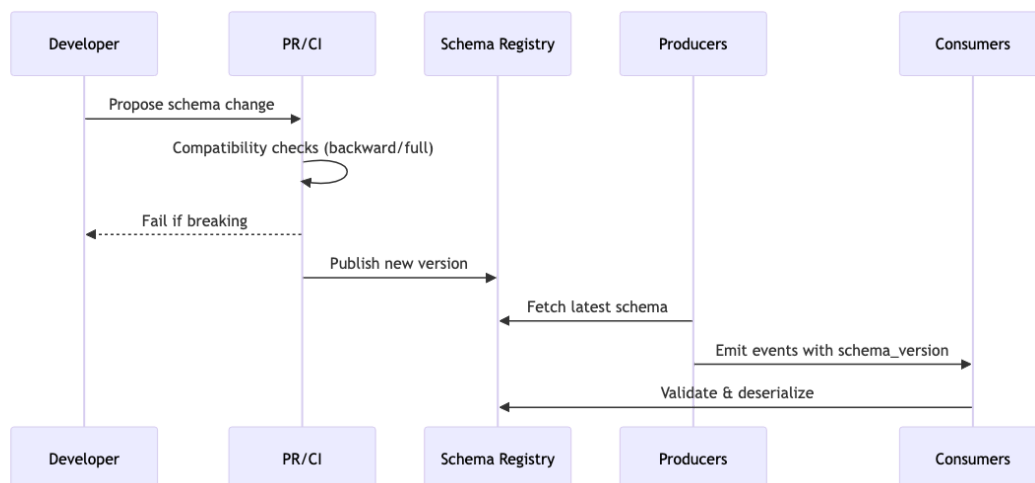 Developer
PR/CI
Schema Registry
Producers
Consumers
Propose schema change
Compatibility checks (backward/full)
Fail if breaking
Publish new version
Fetch latest schema
Emit events with schema_version
Validate & deserialize
Developer
PR/CI
Schema Registry
Producers
Consumers